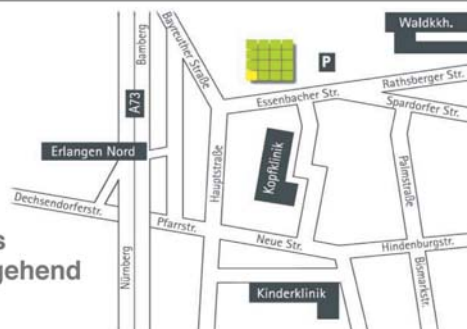 Waldkkh.
Bamberg
Bayreuther Straße
P
Rathsberger Str.
Essenbacher Str.
Spardorfer Str.
A73
Erlangen Nord
Hauptstraße
Kopfklinik
Palmstraße
Dechsendorferstr.
Pfarrstr.
Neue Str.
Hindenburgstr.
s
gehend
Nürnberg
Bismarkstr.
Kinderklinik